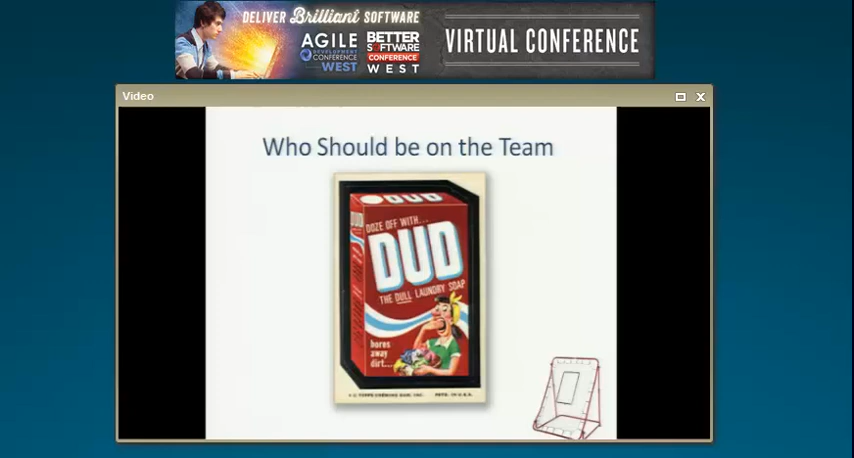 DELIVER Brilliant SOFTWARE
AGILE
DEVELOPMENT
CONFERENCE
WEST
BETTER
SOFTWARE
CONFERENCE
WEST
VIRTUAL CONFERENCE
Video
Who Should be on the Team
DUD
DOZE OFF WITH...
DUD
DUD
THE DULL LAUNDRY SOAP
bores
away
dirt...